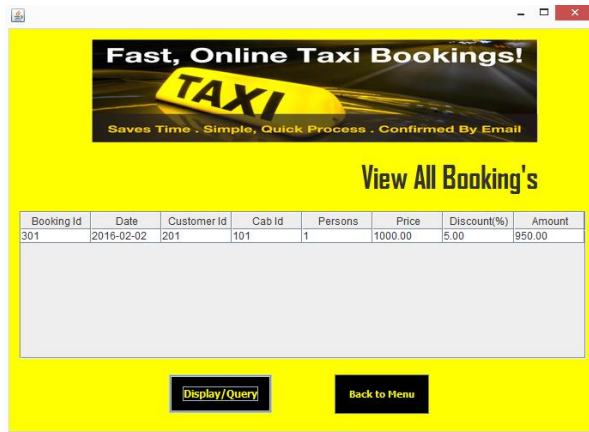 Fast, Online Taxi Bookings!
TAXI
Saves Time . Simple, Quick Process . Confirmed By Email
View All Booking's
Booking Id Date Customer Id Cab Id Persons Price Discount(%) Amount
301 2016-02-02 201 101 1 1000.00 5.00 950.00
Display/Query Back to Menu